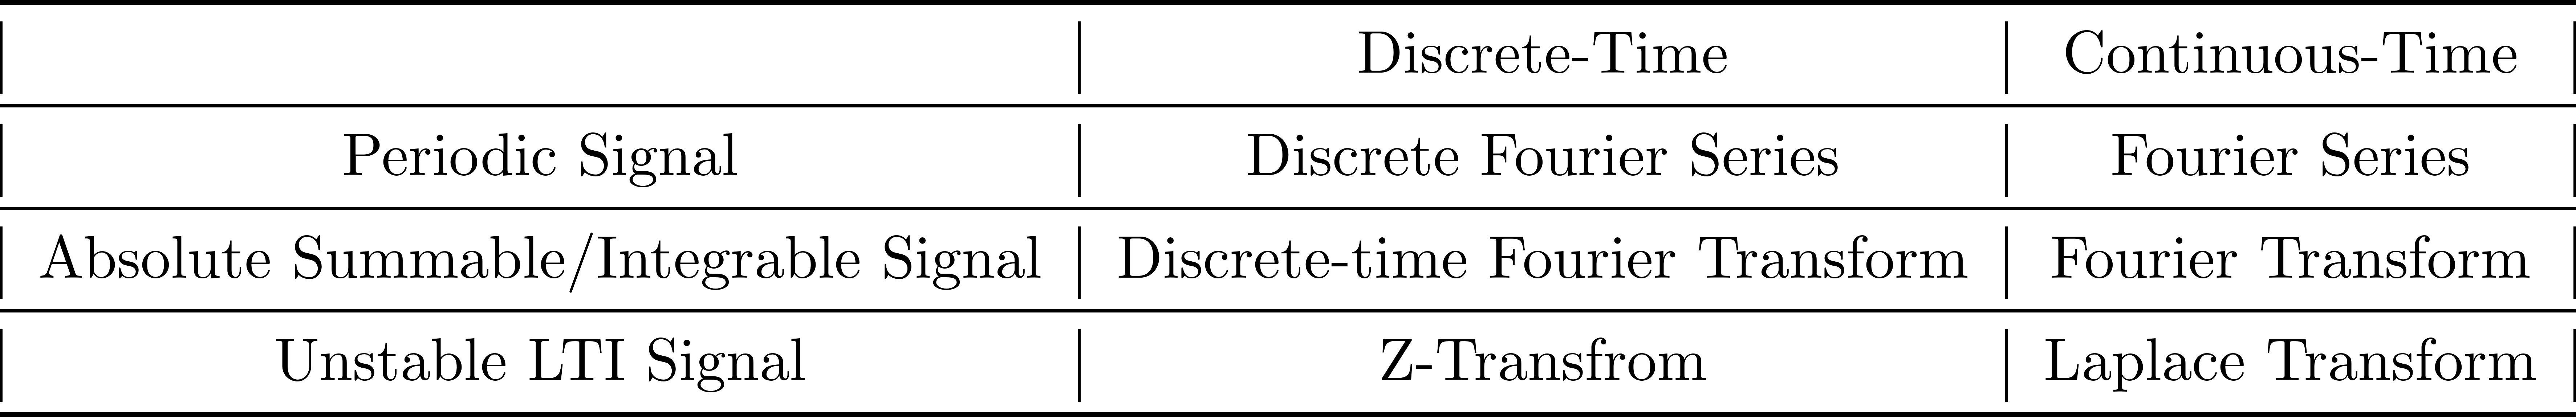 Discrete-Time Continuous-Time
Periodic Signal Discrete Fourier Series Fourier Series
Absolute Summable/Integrable Signal Discrete-time Fourier Transform Fourier Transform
Unstable LTI Signal Z-Transfrom Laplace Transform